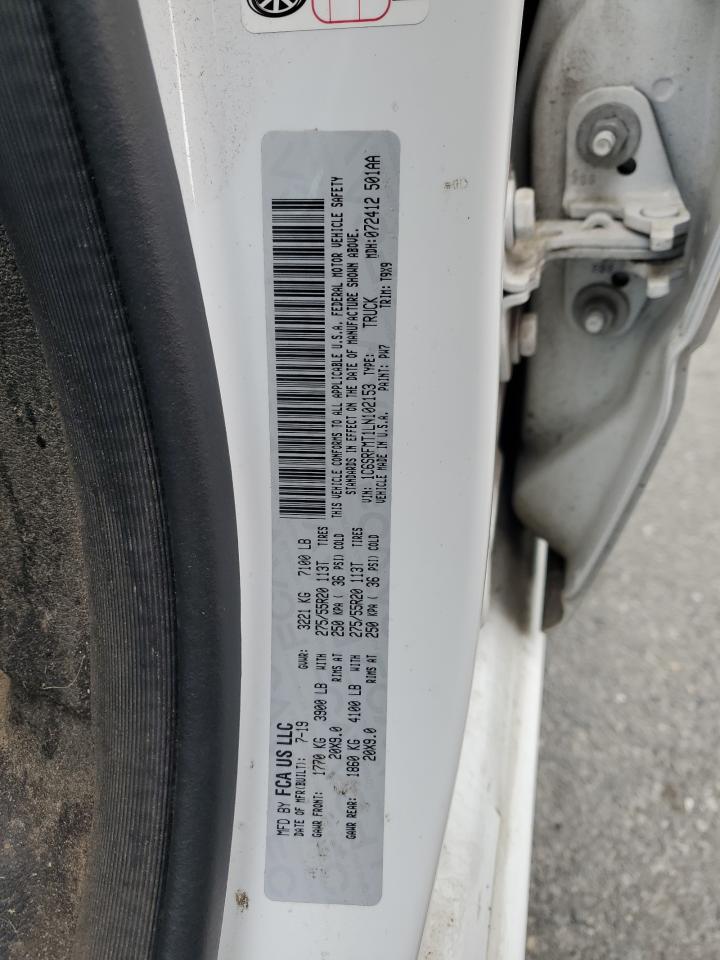 MFD BY FCA US LLC
DATE OF MFR(BUILT): 7-19 GVWR: 3221 KG 7100 LB
GAWR FRONT: 1770 KG 3900 LB WITH 275/55R20 113T TIRES
20X9.0 RIMS AT 250 KPA ( 36 PSI) COLD
GAWR REAR: 1860 KG 4100 LB WITH 275/55R20 113T TIRES
20X9.0 RIMS AT 250 KPA ( 36 PSI) COLD
THIS VEHICLE CONFORMS TO ALL APPLICABLE U.S.A. FEDERAL MOTOR VEHICLE SAFETY
STANDARDS IN EFFECT ON THE DATE OF MANUFACTURE SHOWN ABOVE.
VIN: 1C6SRFMT1LN102153 TYPE: TRUCK MDH:072412 501AA
VEHICLE MADE IN U.S.A. PAINT: PW7 TRIM: T9X9